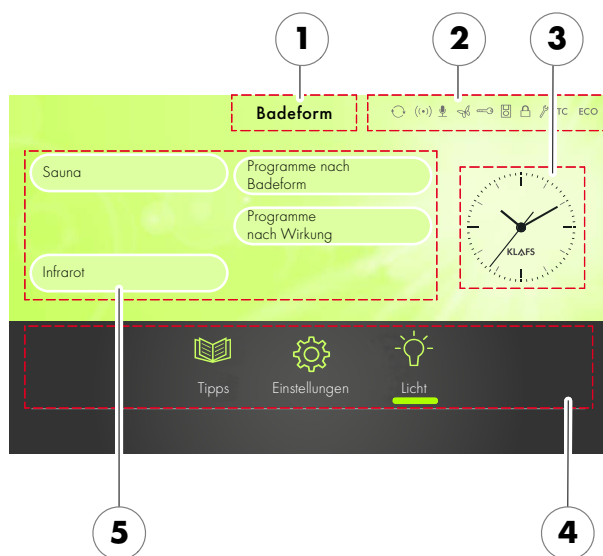 1
2
3
Badeform
TC ECO
Sauna
Programme nach
Badeform
Programme
nach Wirkung
Infrarot
KLAFS
Tipps
Einstellungen
Licht
5
4